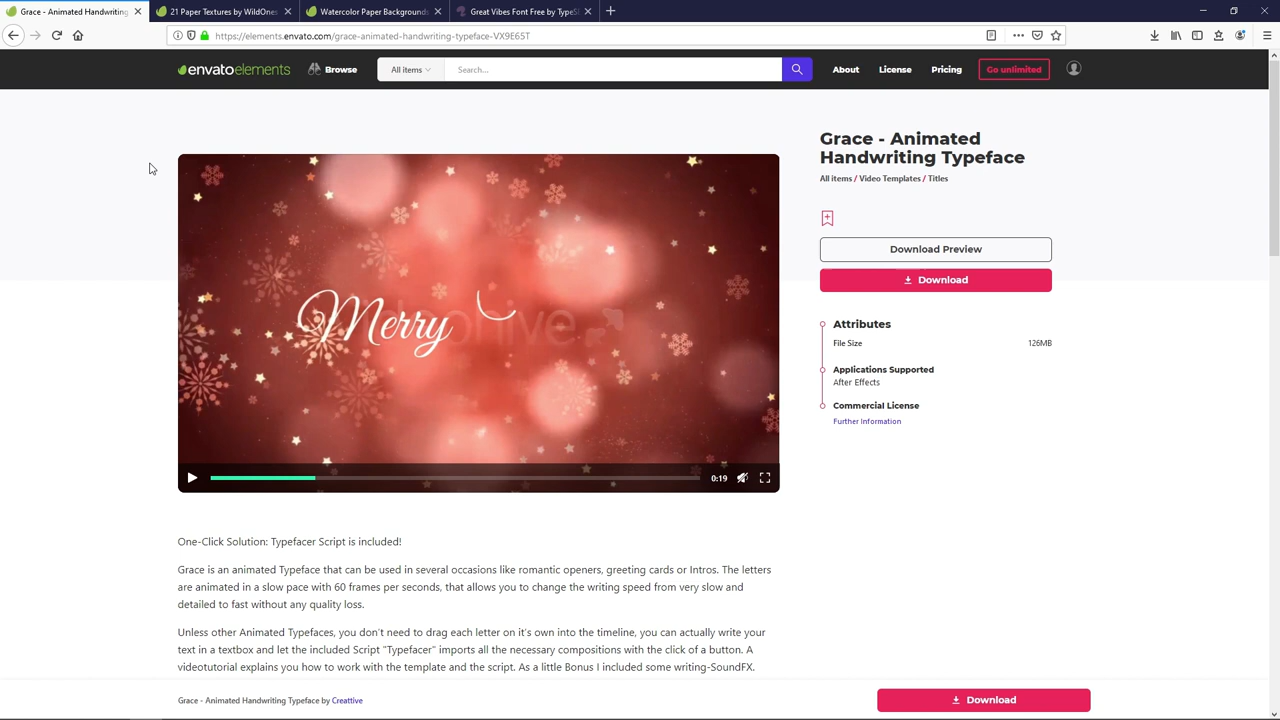 Grace - Animated Handwriting
21 Paper Textures by WildOnes
Watercolor Paper Backgrounds
Great Vibes Font Free by TypeSI
https://elements.envato.com/grace-animated-handwriting-typeface-VX9E65T
envatoelements
Browse
All items
Search...
About
License
Pricing
Go unlimited
Grace - Animated
Handwriting Typeface
All items / Video Templates / Titles
Merry
Download Preview
Download
Attributes
File Size 126MB
Applications Supported
After Effects
Commercial License
Further Information
0:19
One-Click Solution: Typefacer Script is included!
Grace is an animated Typeface that can be used in several occasions like romantic openers, greeting cards or Intros. The letters
are animated in a slow pace with 60 frames per seconds, that allows you to change the writing speed from very slow and
detailed to fast without any quality loss.
Unless other Animated Typefaces, you don't need to drag each letter on it's own into the timeline, you can actually write your
text in a textbox and let the included Script "Typefacer" imports all the necessary compositions with the click of a button. A
videotutorial explains you how to work with the template and the script. As a little Bonus I included some writing-SoundFX.
Grace - Animated Handwriting Typeface by Creattive
Download